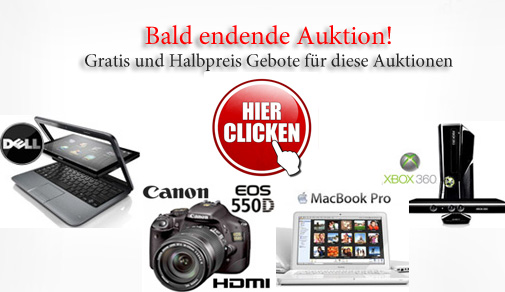 Bald endende Auktion!
Gratis und Halbpreis Gebote für diese Auktionen
HIER
CLICKEN
DELL
XBOX 360
Canon EOS
550D
MacBook Pro
Canon
HDMI